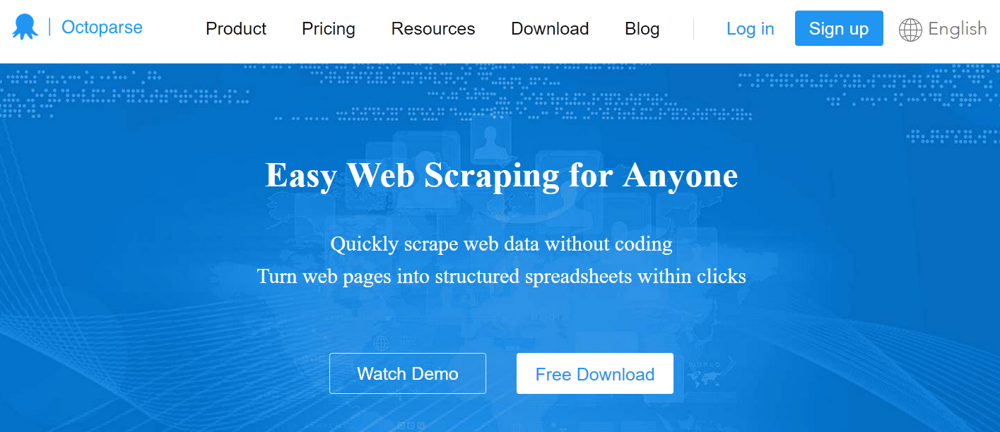 Octoparse
Product Pricing Resources Download Blog Log in Sign up English
Easy Web Scraping for Anyone
Quickly scrape web data without coding
Turn web pages into structured spreadsheets within clicks
Watch Demo Free Download
WORLD